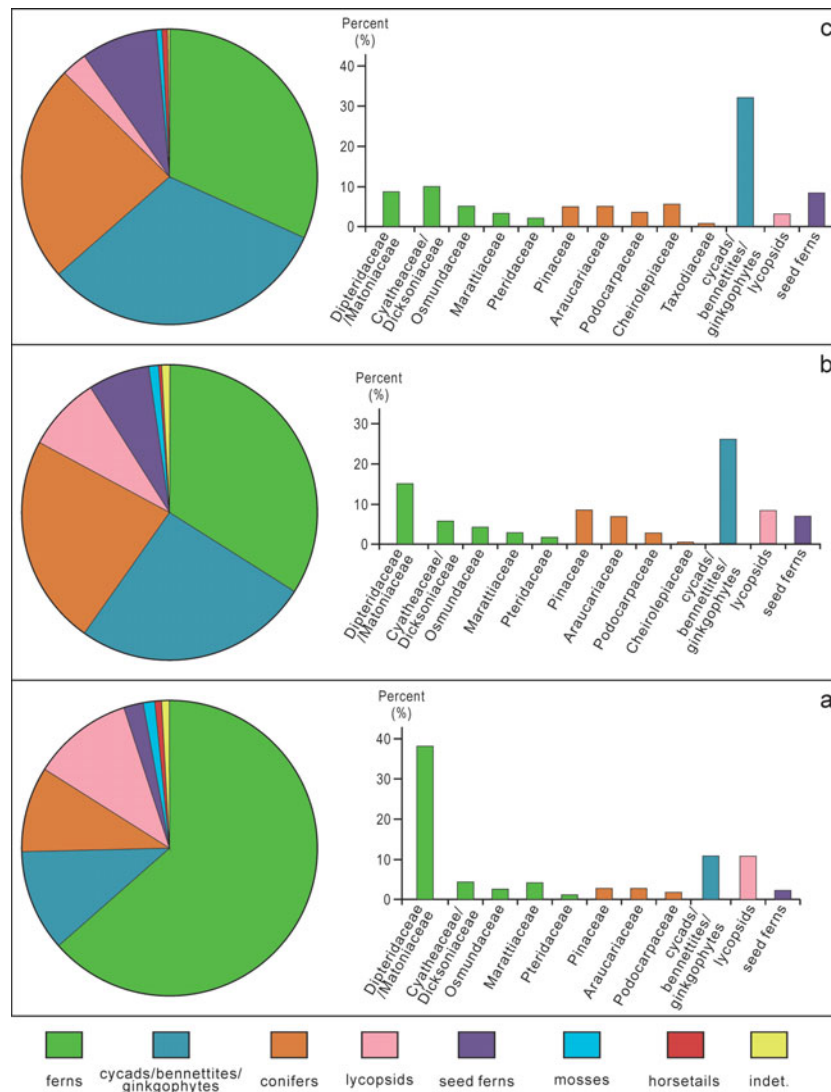 c
Percent
(%)
40
30
20
10
0
Dipteridaceae
/Matoniaceae
Cyatheaceae/
Dicksoniaceae
Osmundaceae
Marattiaceae
Pteridaceae
Pinaceae
Araucariaceae
Podocarpaceae
Cheirolepiaceae
Taxodiaceae
cycads/
bennettites/
ginkgophytes
lycopsids
seed ferns
b
Percent
(%)
30
20
10
0
Dipteridaceae
/Matoniaceae
Cyatheaceae/
Dicksoniaceae
Osmundaceae
Marattiaceae
Pteridaceae
Pinaceae
Araucariaceae
Podocarpaceae
Cheirolepiaceae
cycads/
bennettites/
ginkgophytes
lycopsids
seed ferns
a
Percent
(%)
40
30
20
10
0
Dipteridaceae
/Matoniaceae
Cyatheaceae/
Dicksoniaceae
Osmundaceae
Marattiaceae
Pteridaceae
Pinaceae
Araucariaceae
Podocarpaceae
cycads/
bennettites/
ginkgophytes
lycopsids
seed ferns
ferns
cycads/bennettites/
ginkgophytes
conifers
lycopsids
seed ferns
mosses
horsetails
indet.